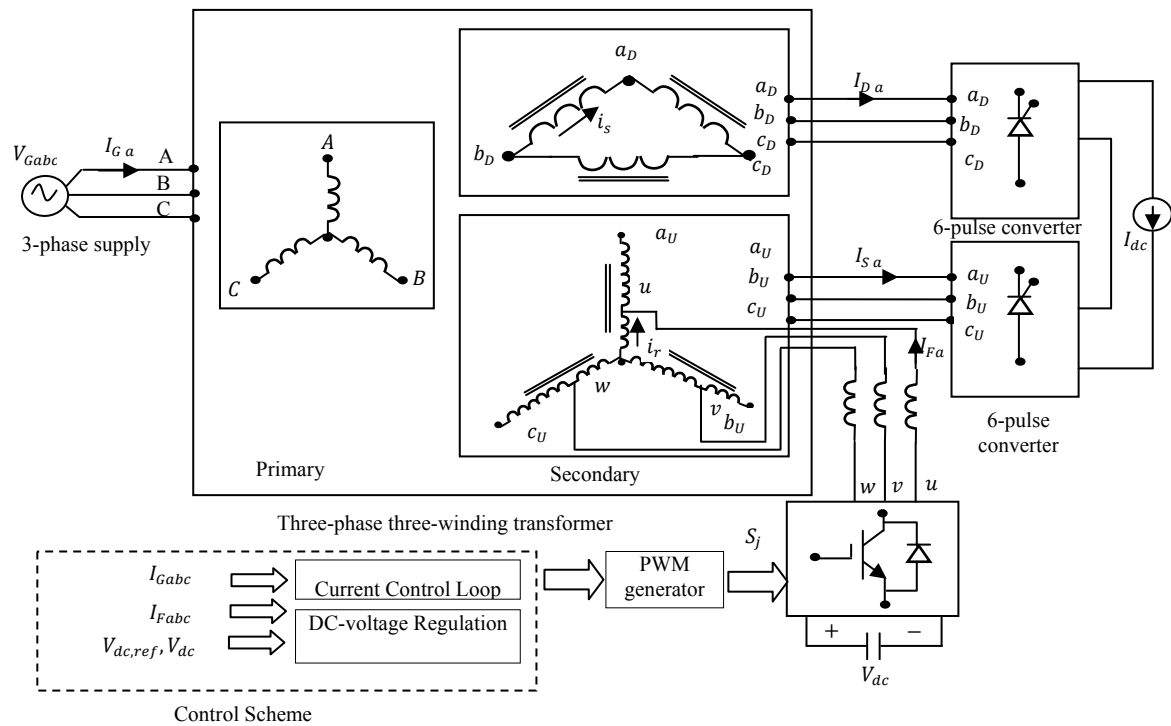 V_Gabc
I_G a
A
B
C
3-phase supply
A
C
B
Primary
a_D
b_D
c_D
i_s
a_D
b_D
c_D
I_D a
a_D
b_D
c_D
6-pulse converter
I_dc
a_U
u
i_r
w
v
b_U
c_U
a_U
b_U
c_U
I_S a
a_U
b_U
c_U
6-pulse
converter
I_Fa
Secondary
w v u
Three-phase three-winding transformer
I_Gabc
I_Fabc
V_dc,ref, V_dc
Current Control Loop
DC-voltage Regulation
PWM
generator
S_j
+ −
V_dc
Control Scheme